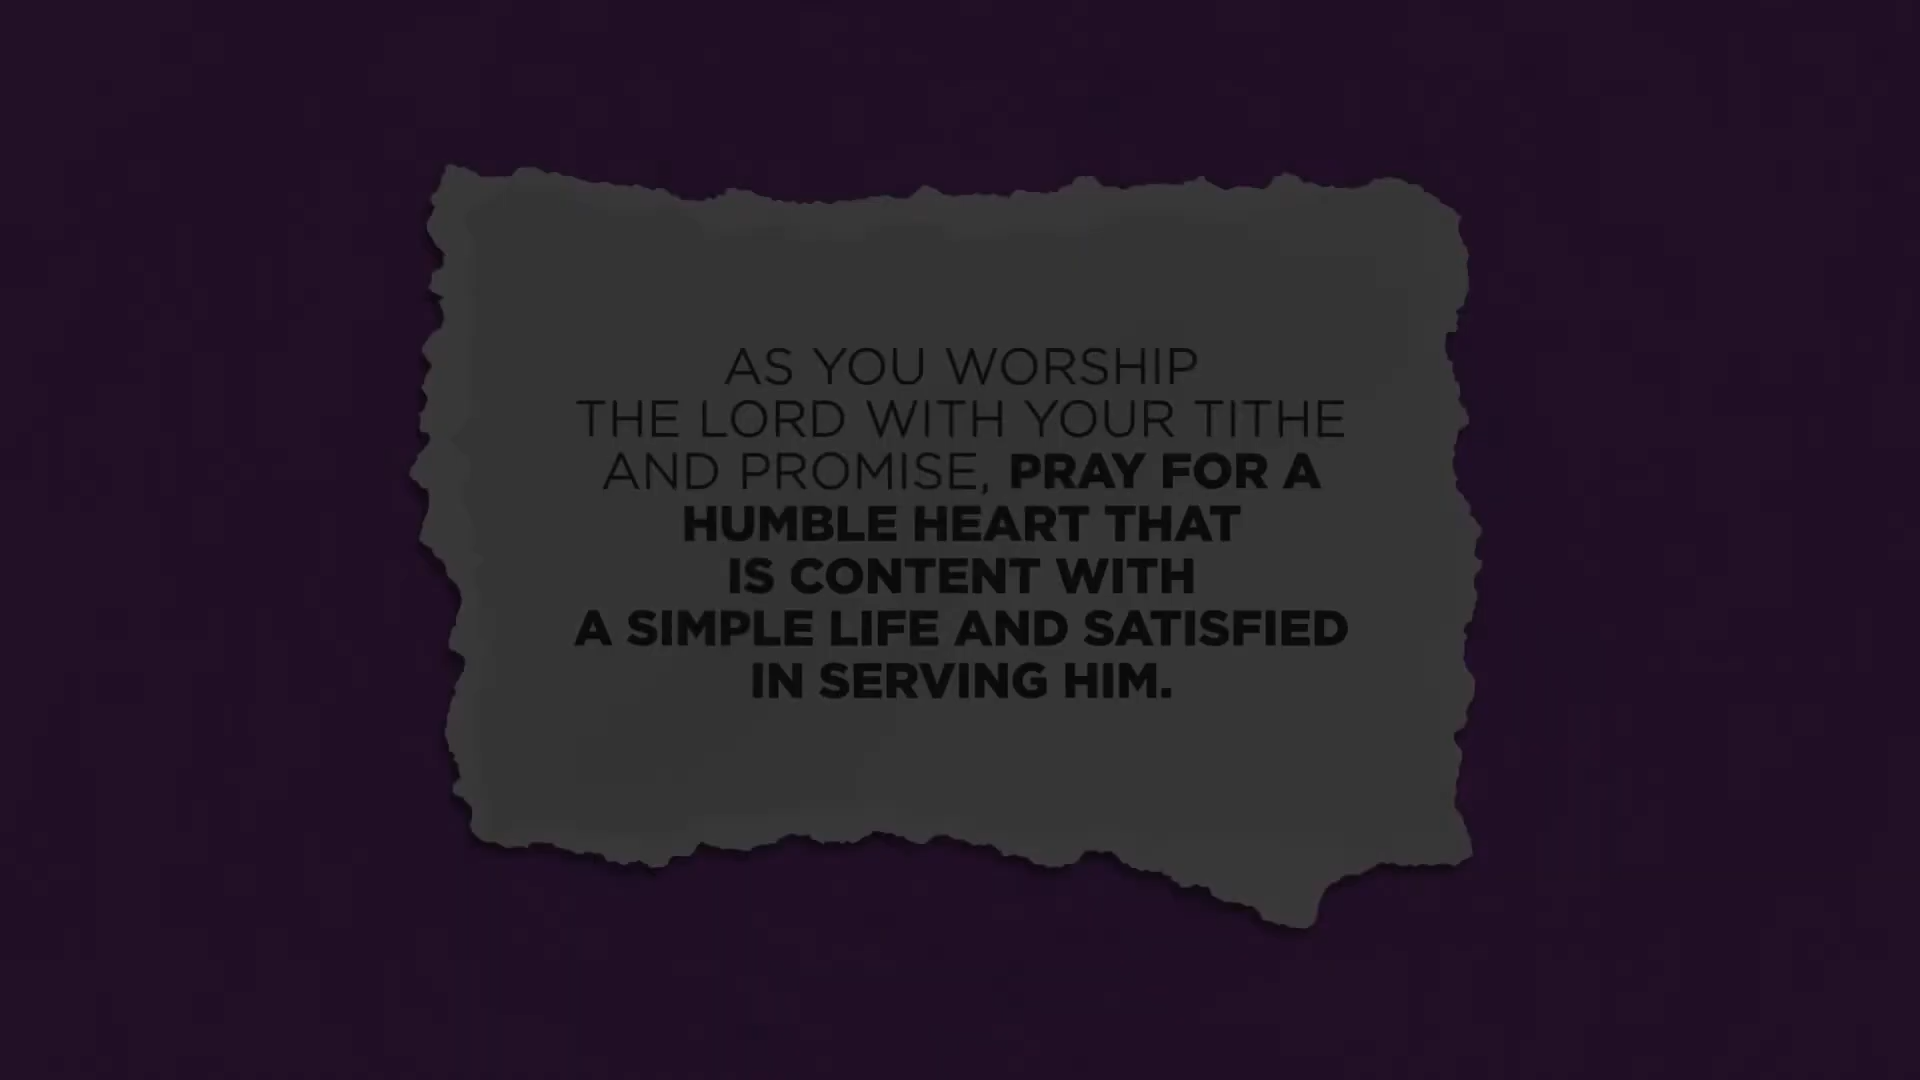 AS YOU WORSHIP
THE LORD WITH YOUR TITHE
AND PROMISE, PRAY FOR A
HUMBLE HEART THAT
IS CONTENT WITH
A SIMPLE LIFE AND SATISFIED
IN SERVING HIM.